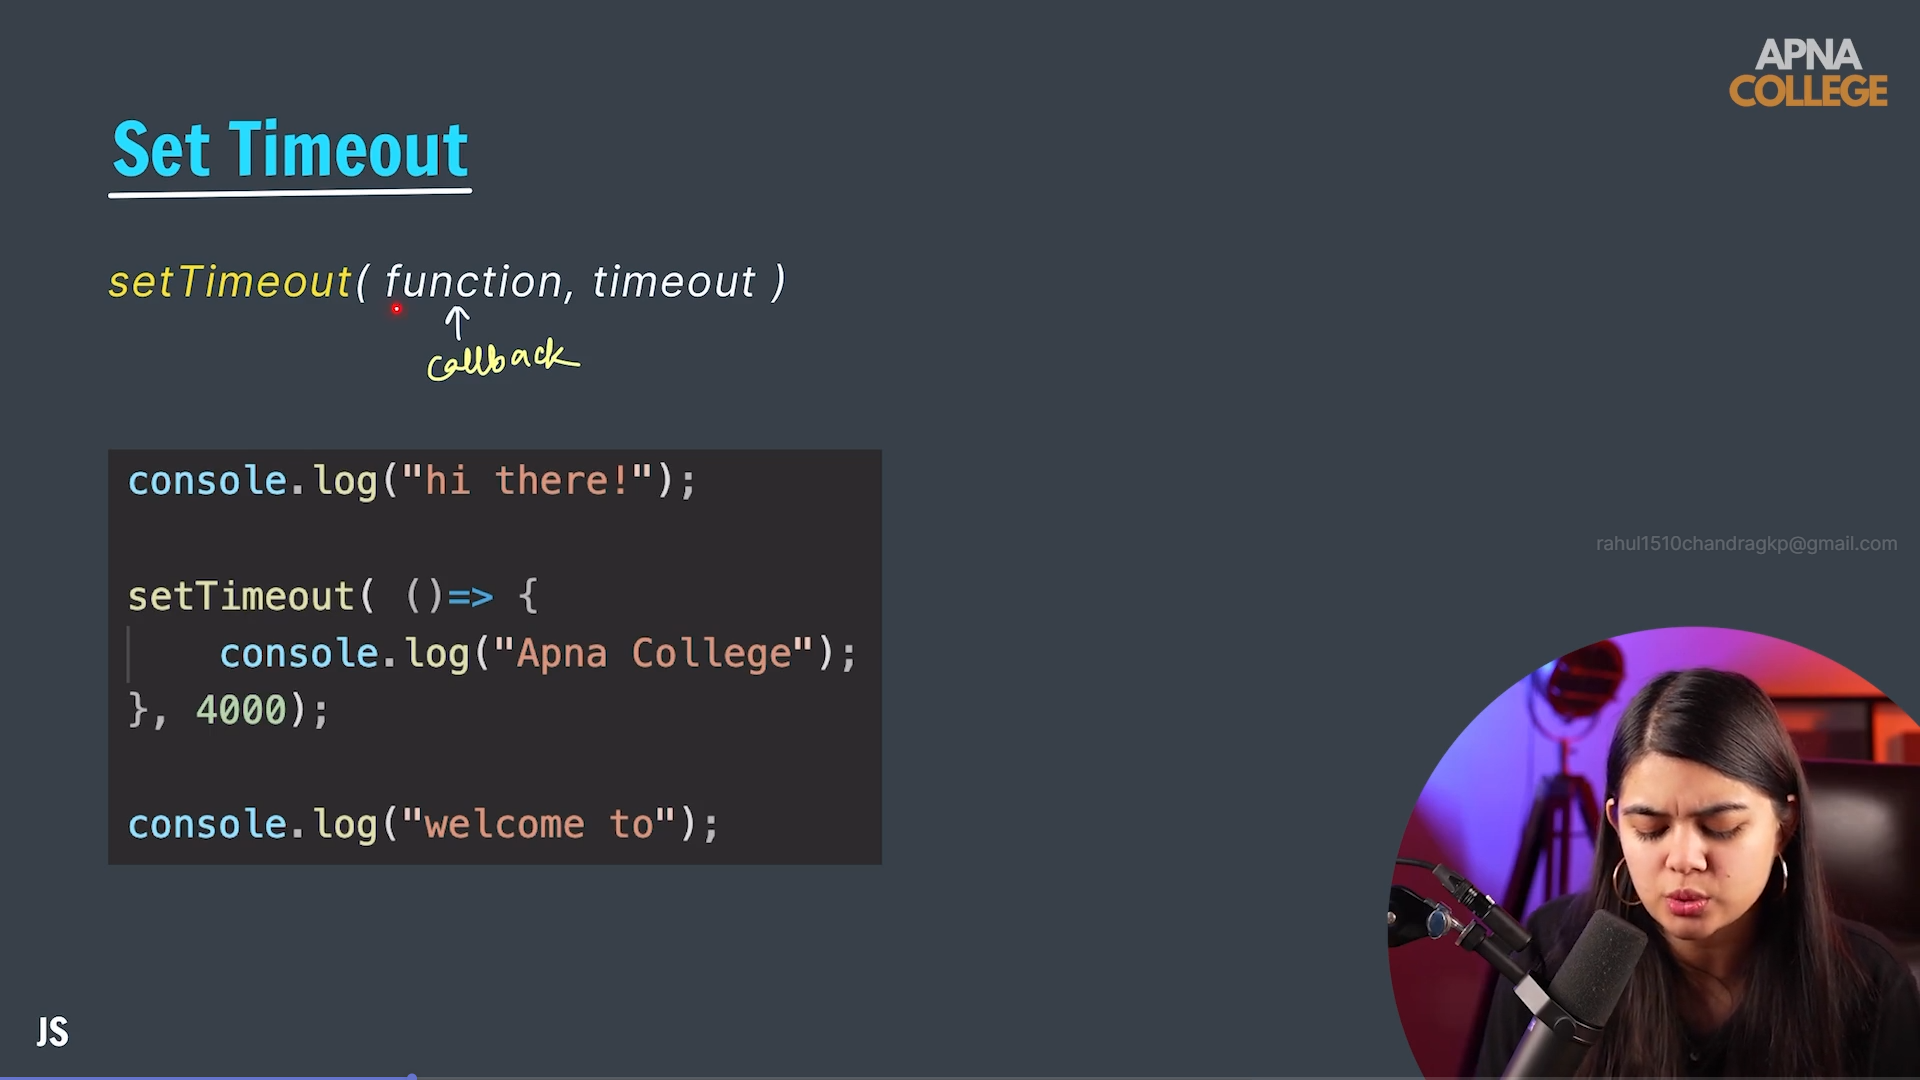 APNA
COLLEGE
Set Timeout
setTimeout( function, timeout )
callback
console.log("hi there!");
setTimeout( ()=> {
    console.log("Apna College");
}, 4000);
console.log("welcome to");
rahul1510chandragkp@gmail.com
JS